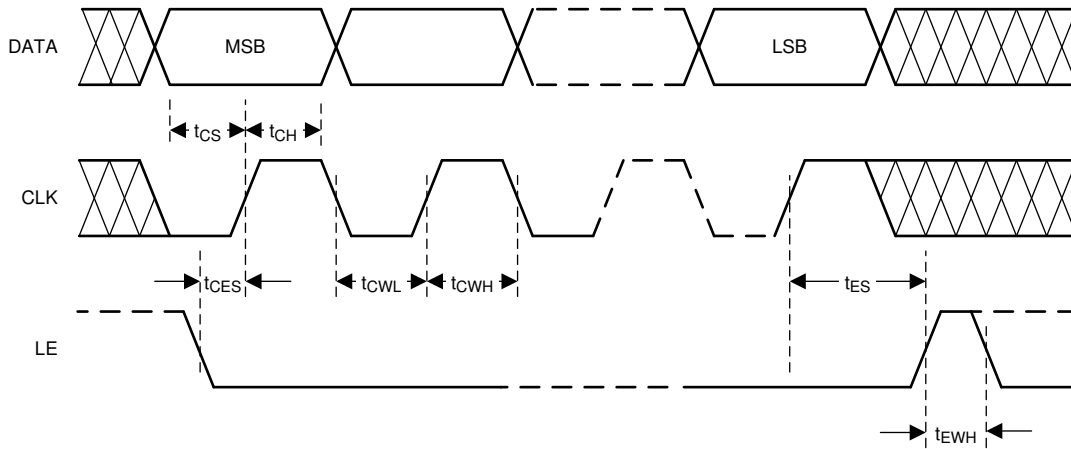 DATA
MSB
LSB
tCS
tCH
CLK
tCES
tCWL
tCWH
tES
LE
tEWH